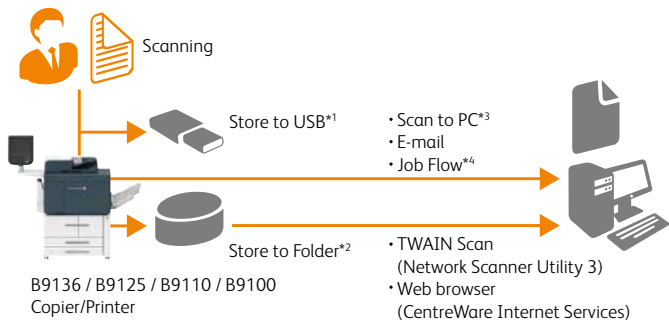 Scanning
Store to USB*1
・Scan to PC*3
・E-mail
・Job Flow*4
Store to Folder*2
・TWAIN Scan
(Network Scanner Utility 3)
・Web browser
(CentreWare Internet Services)
B9136 / B9125 / B9110 / B9100
Copier/Printer